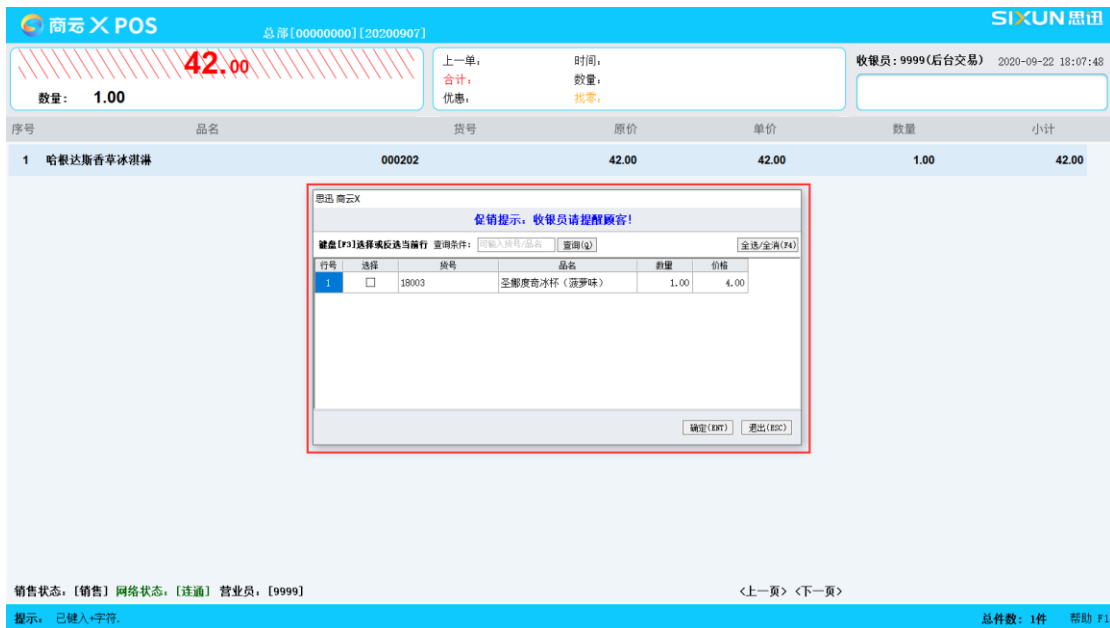 商云X POS 总部[00000000][20200907] SIXUN思迅
42.00
数量： 1.00
上一单： 时间：
合计： 数量：
优惠： 找零：
收银员：9999(后台交易) 2020-09-22 18:07:48
序号 品名 货号 原价 单价 数量 小计
1 哈根达斯香草冰淇淋 000202 42.00 42.00 1.00 42.00
思迅 商云X
促销提示：收银员请提醒顾客!
键盘[F3]选择或反选当前行 查询条件： 可输入货号/品名 查询(Q) 全选/全消(F4)
行号 选择 货号 品名 数量 价格
1 18003 圣娜度奇冰杯（菠萝味） 1.00 4.00
确定(ENT) 退出(ESC)
销售状态：[销售] 网络状态：[连通] 营业员：[9999] <上一页> <下一页>
提示： 已键入+字符. 总件数：1件 帮助 F1